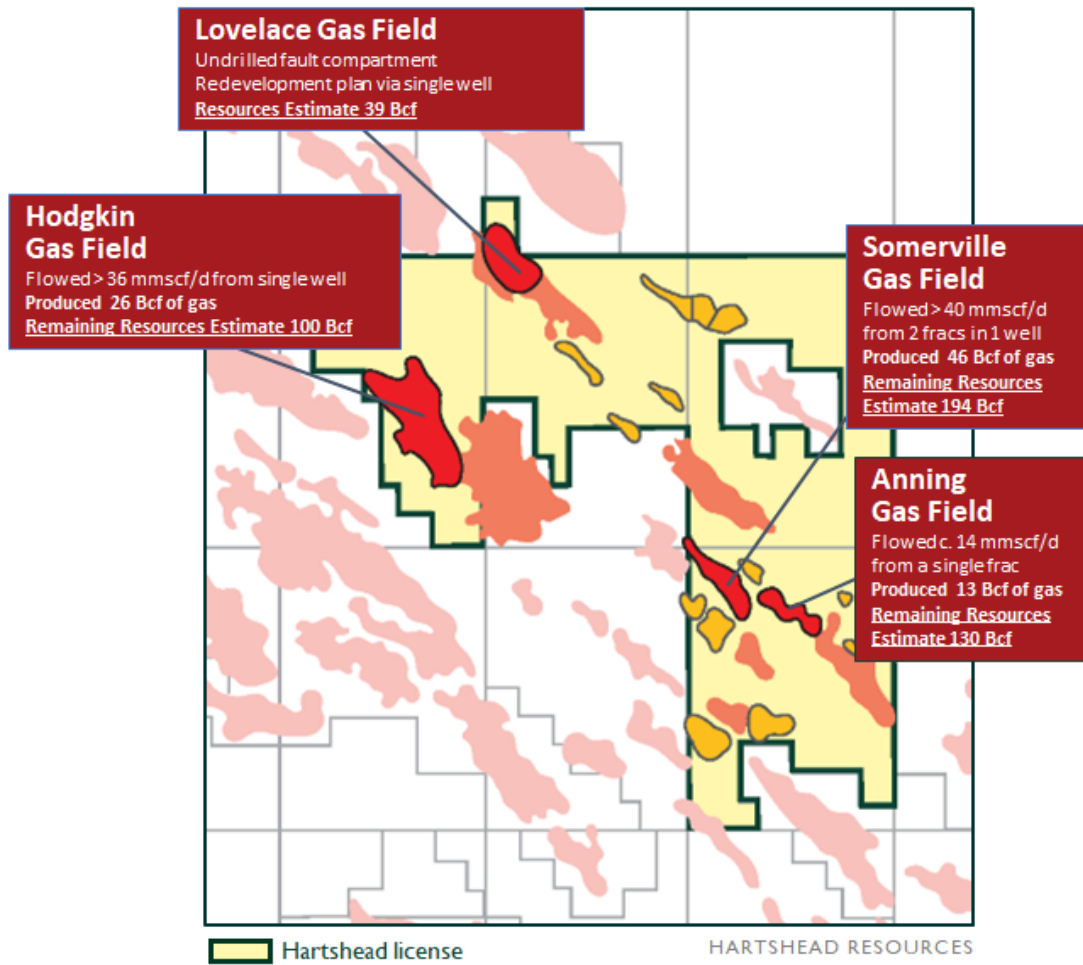 Lovelace Gas Field
Undrilled fault compartment
Redevelopment plan via single well
Resources Estimate 39 Bcf
Hodgkin
Gas Field
Flowed > 36 mmscf/d from single well
Produced 26 Bcf of gas
Remaining Resources Estimate 100 Bcf
Somerville
Gas Field
Flowed > 40 mmscf/d
from 2 fracs in 1 well
Produced 46 Bcf of gas
Remaining Resources
Estimate 194 Bcf
Anning
Gas Field
Flowed c. 14 mmscf/d
from a single frac
Produced 13 Bcf of gas
Remaining Resources
Estimate 130 Bcf
Hartshead license
HARTSHEAD RESOURCES